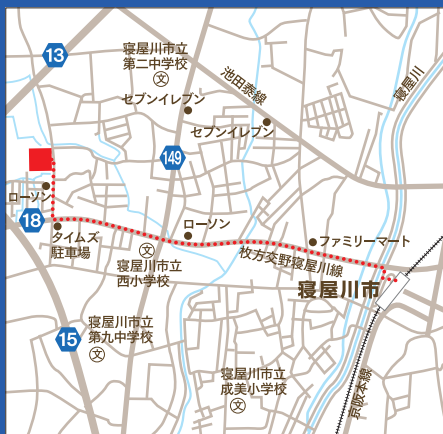 13
寝屋川市立
第二中学校
文
池田秦線
寝屋川
セブンイレブン
セブンイレブン
149
ローソン
18
タイムズ
駐車場
ローソン
ファミリーマート
文
枚方交野寝屋川線
寝屋川市立
西小学校
寝屋川市
寝屋川市立
第九中学校
文
15
寝屋川市立
成美小学校
文
京阪本線